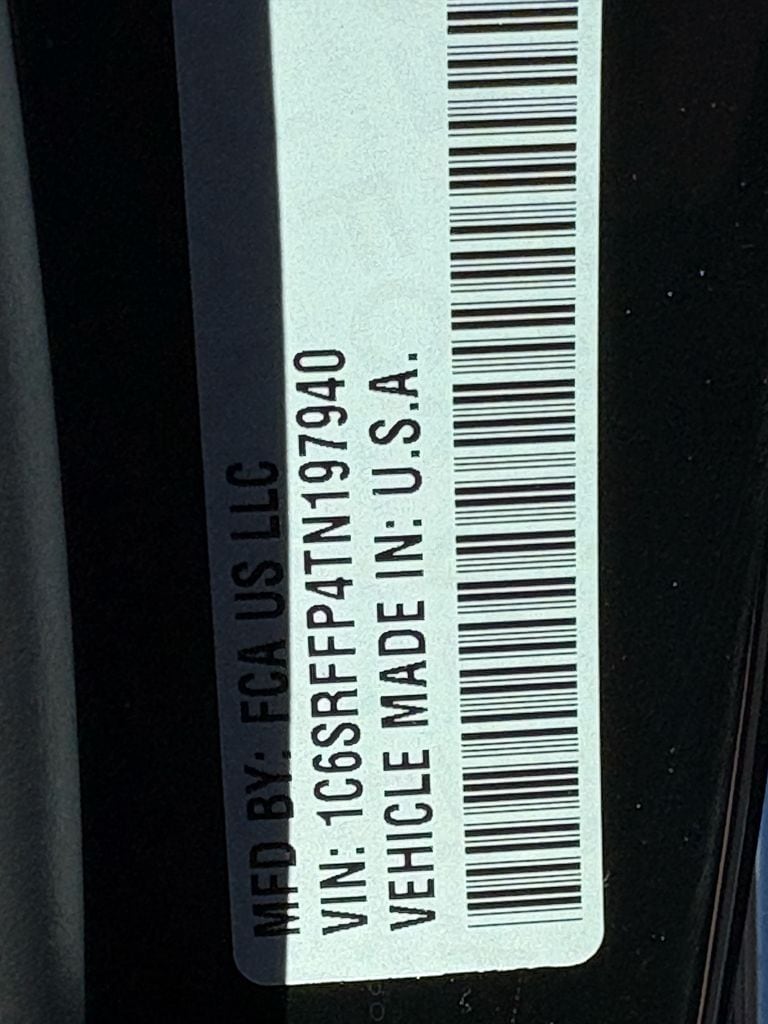 MFD BY: FCA US LLC
VIN: 1C6SRFFP4TN197940
VEHICLE MADE IN: U.S.A.